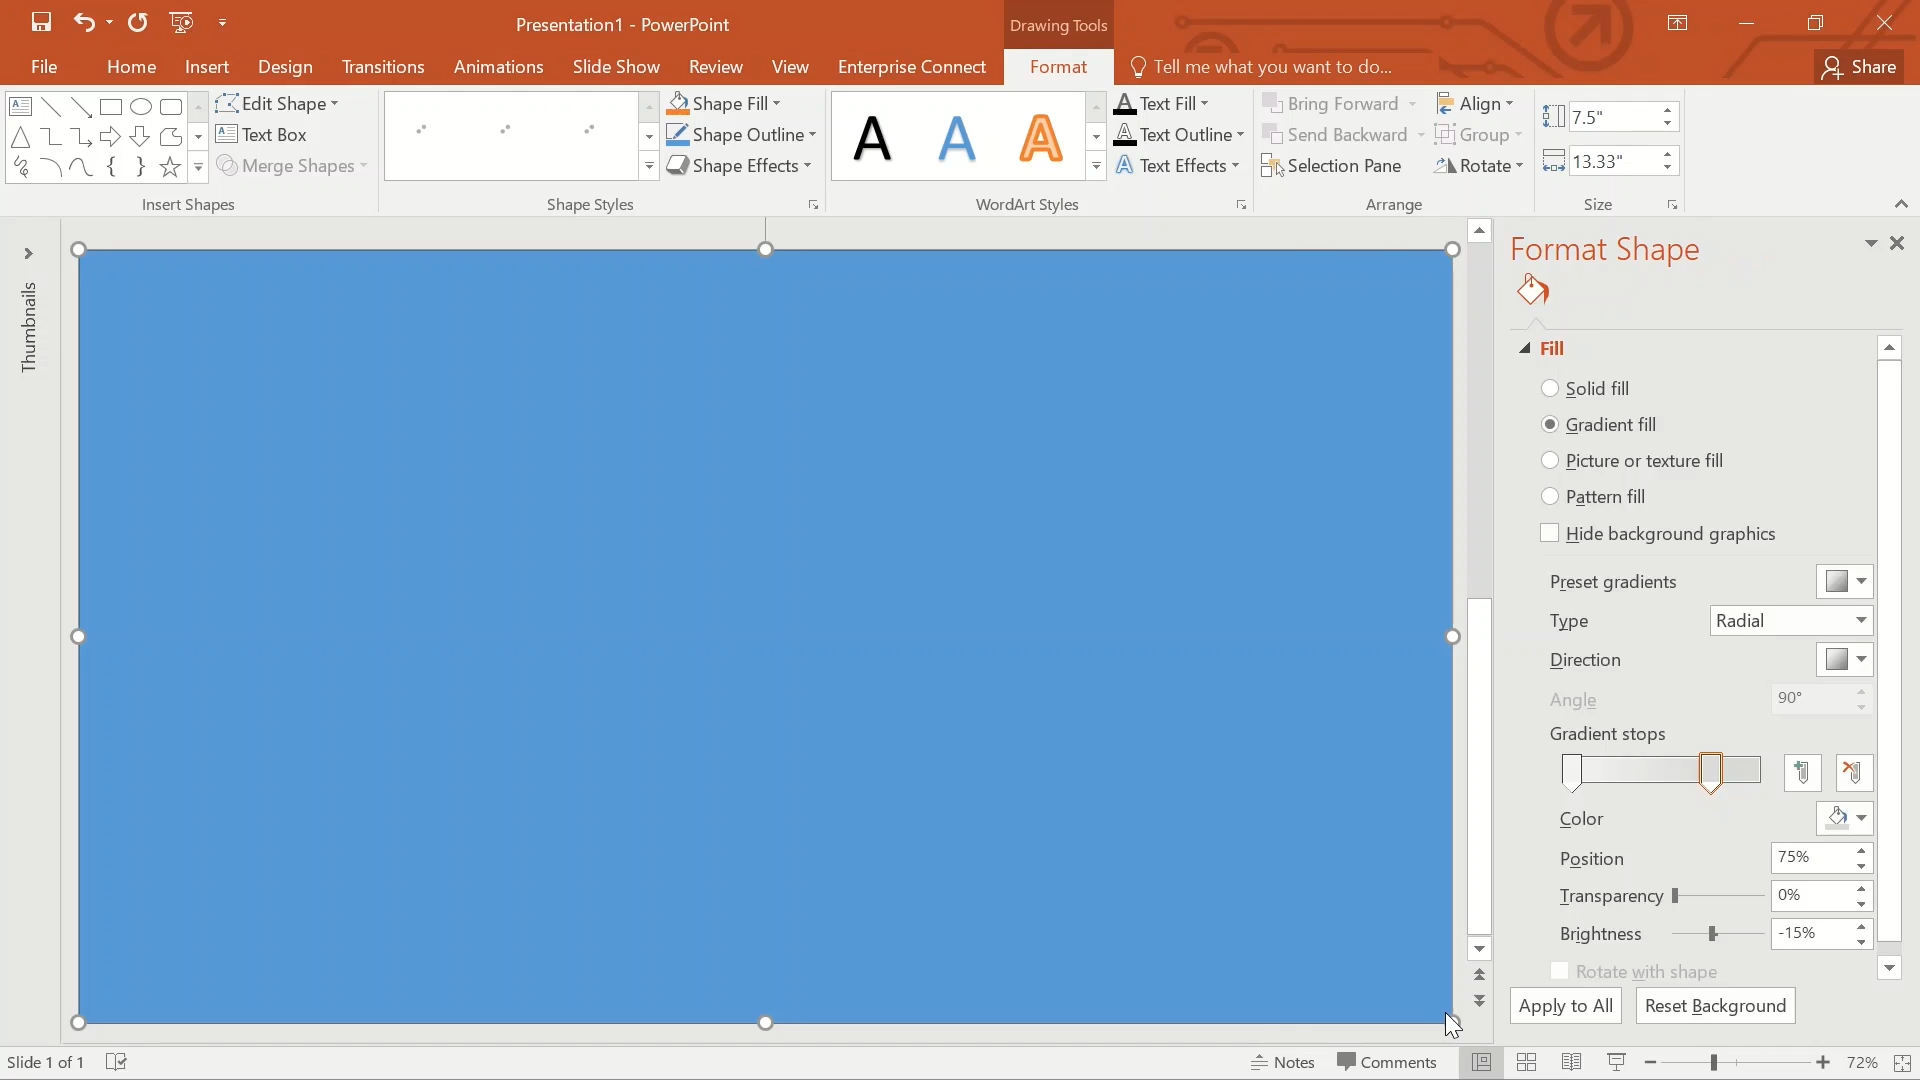 Presentation1 - PowerPoint
Drawing Tools
File Home Insert Design Transitions Animations Slide Show Review View Enterprise Connect Format Tell me what you want to do... Share
Edit Shape
Text Box
Merge Shapes
Insert Shapes
Shape Fill
Shape Outline
Shape Effects
Shape Styles
A A A
WordArt Styles
Text Fill
Text Outline
Text Effects
Bring Forward
Send Backward
Selection Pane
Align
Group
Rotate
Arrange
7.5"
13.33"
Size
Thumbnails
Format Shape
Fill
Solid fill
Gradient fill
Picture or texture fill
Pattern fill
Hide background graphics
Preset gradients
Type Radial
Direction
Angle 90°
Gradient stops
Color
Position 75%
Transparency 0%
Brightness -15%
Rotate with shape
Apply to All Reset Background
Slide 1 of 1 Notes Comments 72%